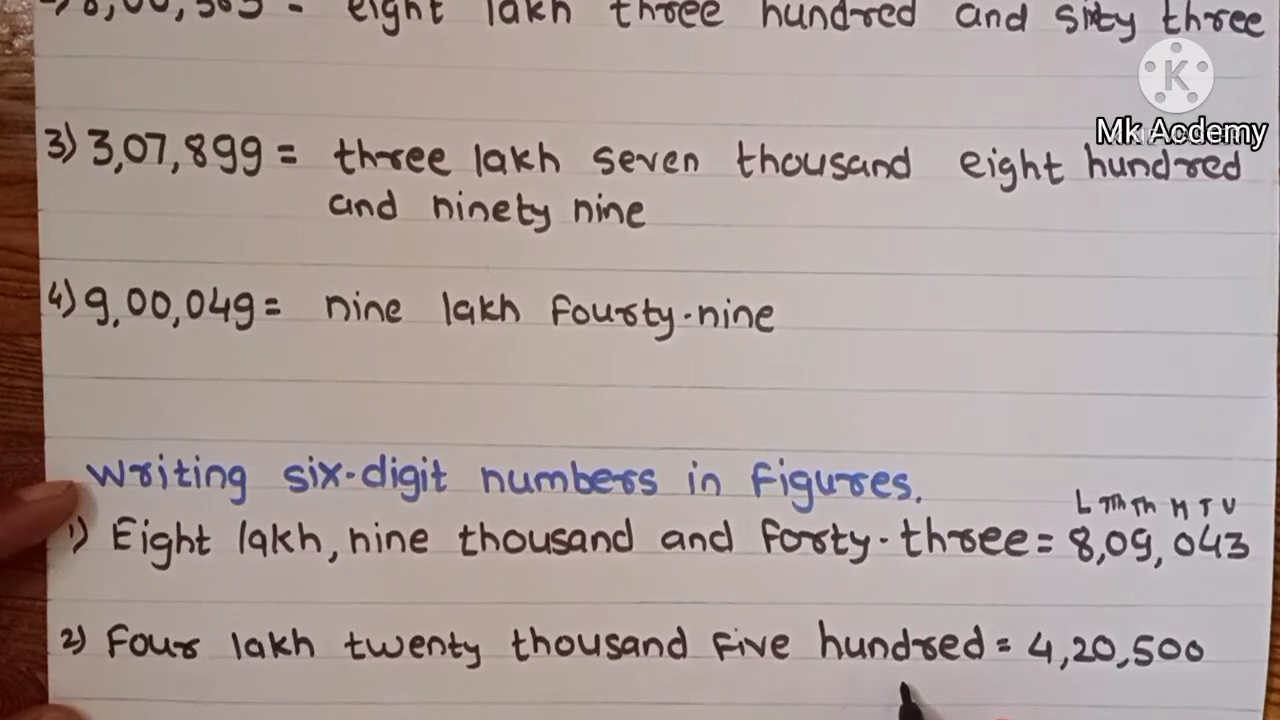 eight lakh three hundred and sixty three
K
Mk Acdemy
3) 3,07,899 = three lakh seven thousand eight hundred
and ninety nine
4) 9,00,049 = nine lakh fourty-nine
Writing six-digit numbers in figures.
L TTh Th H T U
1) Eight lakh, nine thousand and forty-three = 8,09,043
2) Four lakh twenty thousand five hundred = 4,20,500